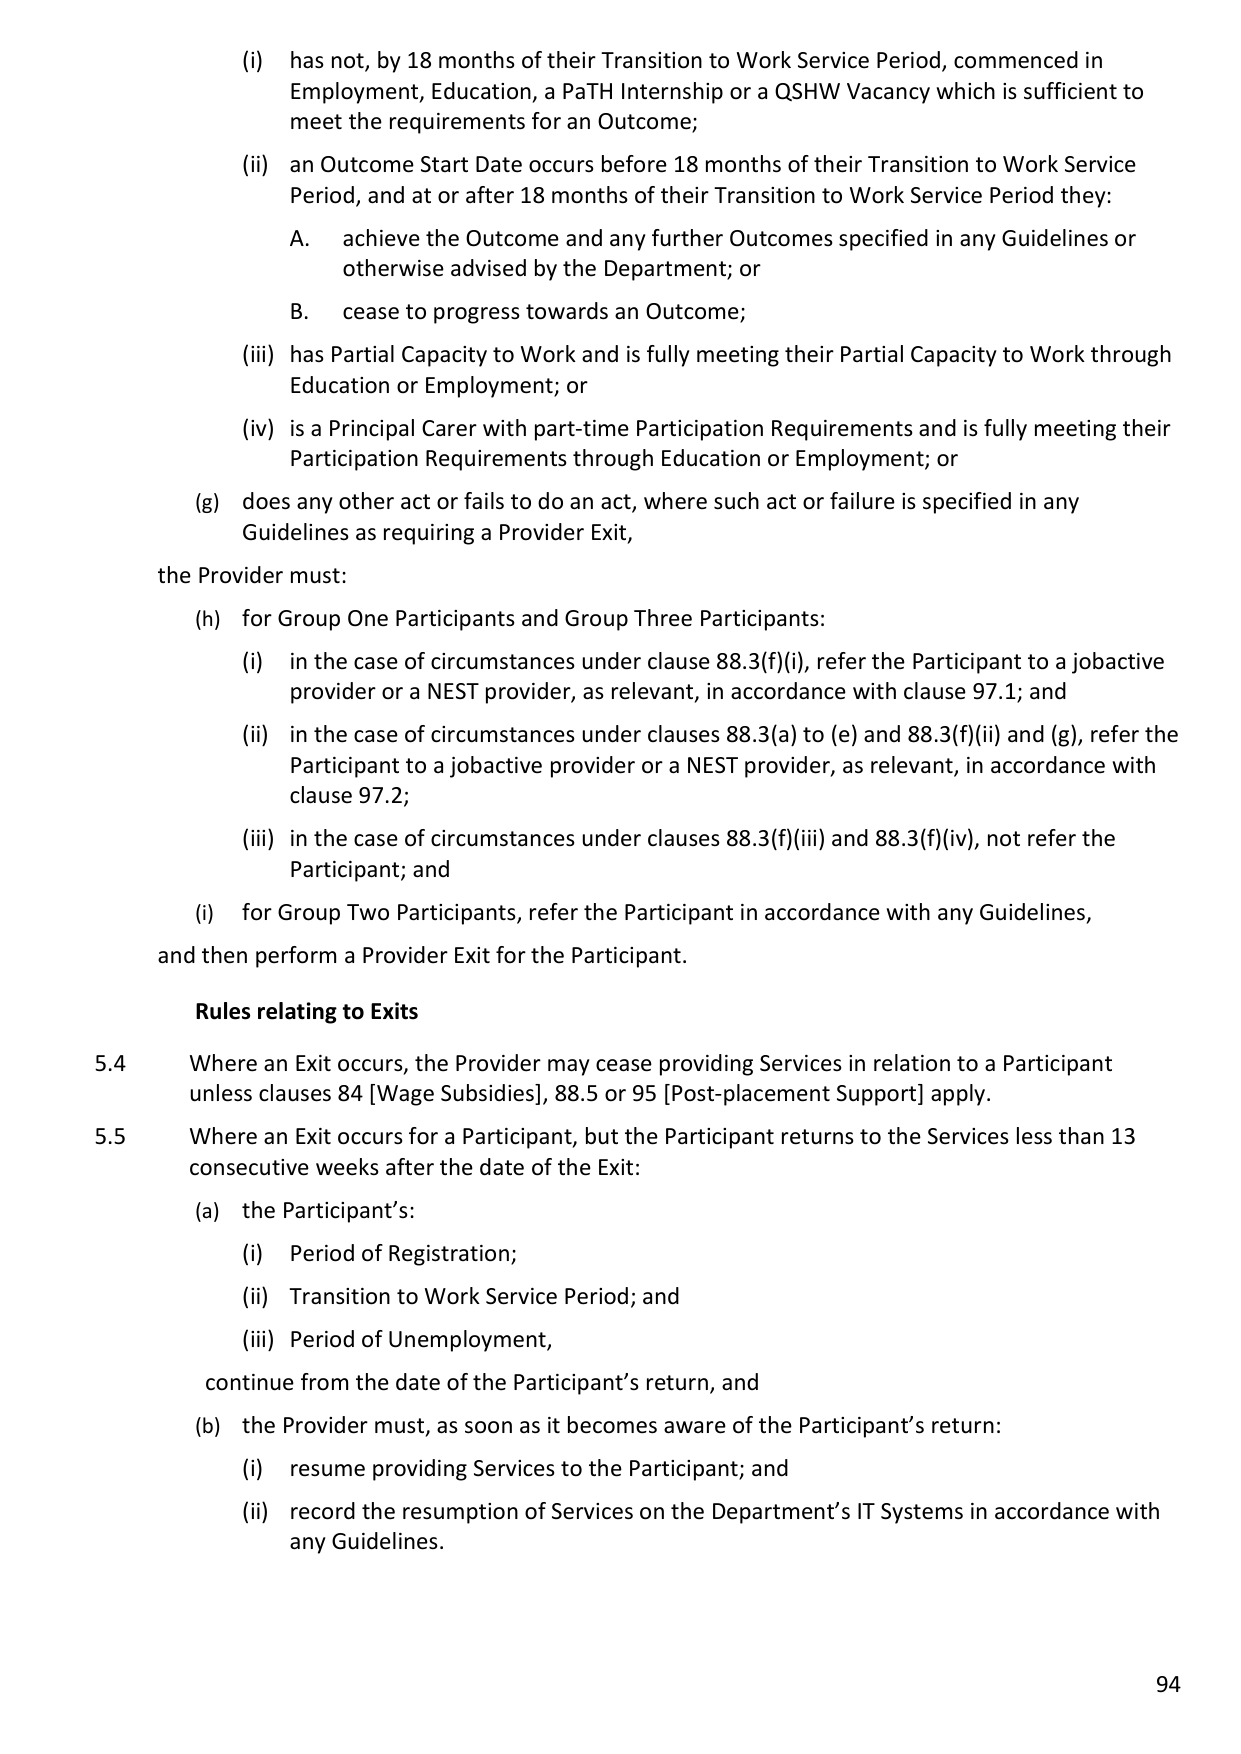 (i) has not, by 18 months of their Transition to Work Service Period, commenced in
Employment, Education, a PaTH Internship or a QSHW Vacancy which is sufficient to
meet the requirements for an Outcome;
(ii) an Outcome Start Date occurs before 18 months of their Transition to Work Service
Period, and at or after 18 months of their Transition to Work Service Period they:
A. achieve the Outcome and any further Outcomes specified in any Guidelines or
otherwise advised by the Department; or
B. cease to progress towards an Outcome;
(iii) has Partial Capacity to Work and is fully meeting their Partial Capacity to Work through
Education or Employment; or
(iv) is a Principal Carer with part-time Participation Requirements and is fully meeting their
Participation Requirements through Education or Employment; or
(g) does any other act or fails to do an act, where such act or failure is specified in any
Guidelines as requiring a Provider Exit,
the Provider must:
(h) for Group One Participants and Group Three Participants:
(i) in the case of circumstances under clause 88.3(f)(i), refer the Participant to a jobactive
provider or a NEST provider, as relevant, in accordance with clause 97.1; and
(ii) in the case of circumstances under clauses 88.3(a) to (e) and 88.3(f)(ii) and (g), refer the
Participant to a jobactive provider or a NEST provider, as relevant, in accordance with
clause 97.2;
(iii) in the case of circumstances under clauses 88.3(f)(iii) and 88.3(f)(iv), not refer the
Participant; and
(i) for Group Two Participants, refer the Participant in accordance with any Guidelines,
and then perform a Provider Exit for the Participant.
Rules relating to Exits
5.4 Where an Exit occurs, the Provider may cease providing Services in relation to a Participant
unless clauses 84 [Wage Subsidies], 88.5 or 95 [Post-placement Support] apply.
5.5 Where an Exit occurs for a Participant, but the Participant returns to the Services less than 13
consecutive weeks after the date of the Exit:
(a) the Participant’s:
(i) Period of Registration;
(ii) Transition to Work Service Period; and
(iii) Period of Unemployment,
continue from the date of the Participant’s return, and
(b) the Provider must, as soon as it becomes aware of the Participant’s return:
(i) resume providing Services to the Participant; and
(ii) record the resumption of Services on the Department’s IT Systems in accordance with
any Guidelines.
94